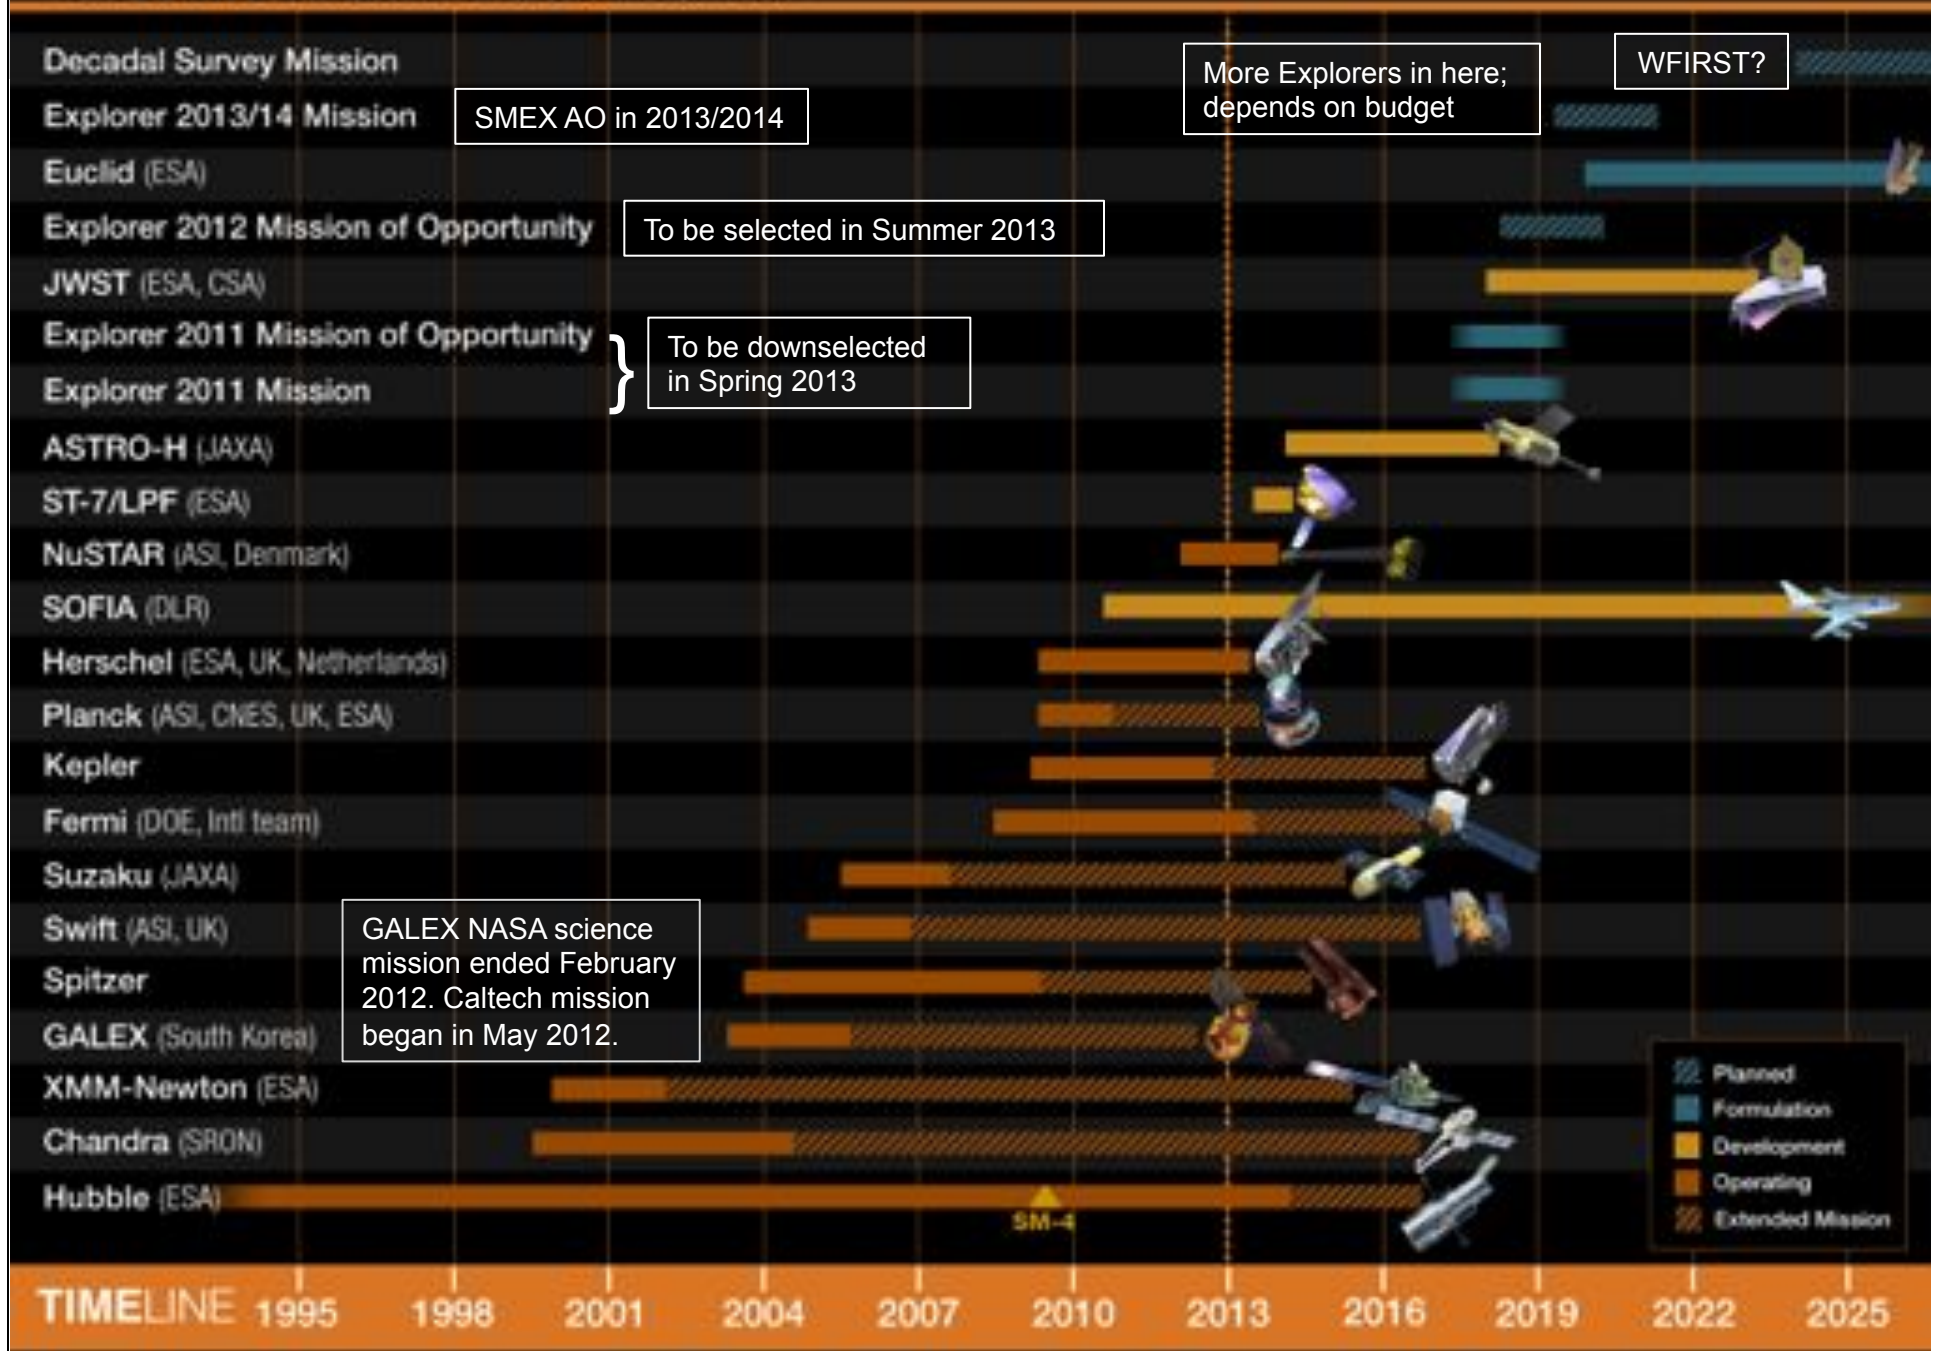 Decadal Survey Mission
WFIRST?
More Explorers in here;
depends on budget
Explorer 2013/14 Mission
SMEX AO in 2013/2014
Euclid (ESA)
Explorer 2012 Mission of Opportunity
To be selected in Summer 2013
JWST (ESA, CSA)
Explorer 2011 Mission of Opportunity
Explorer 2011 Mission
}
To be downselected
in Spring 2013
ASTRO-H (JAXA)
ST-7/LPF (ESA)
NuSTAR (ASI, Denmark)
SOFIA (DLR)
Herschel (ESA, UK, Netherlands)
Planck (ASI, CNES, UK, ESA)
Kepler
Fermi (DOE, Intl team)
Suzaku (JAXA)
Swift (ASI, UK)
Spitzer
GALEX (South Korea)
GALEX NASA science
mission ended February
2012. Caltech mission
began in May 2012.
XMM-Newton (ESA)
Chandra (SRON)
Hubble (ESA)
SM-4
Planned
Formulation
Development
Operating
Extended Mission
TIMELINE 1995 1998 2001 2004 2007 2010 2013 2016 2019 2022 2025